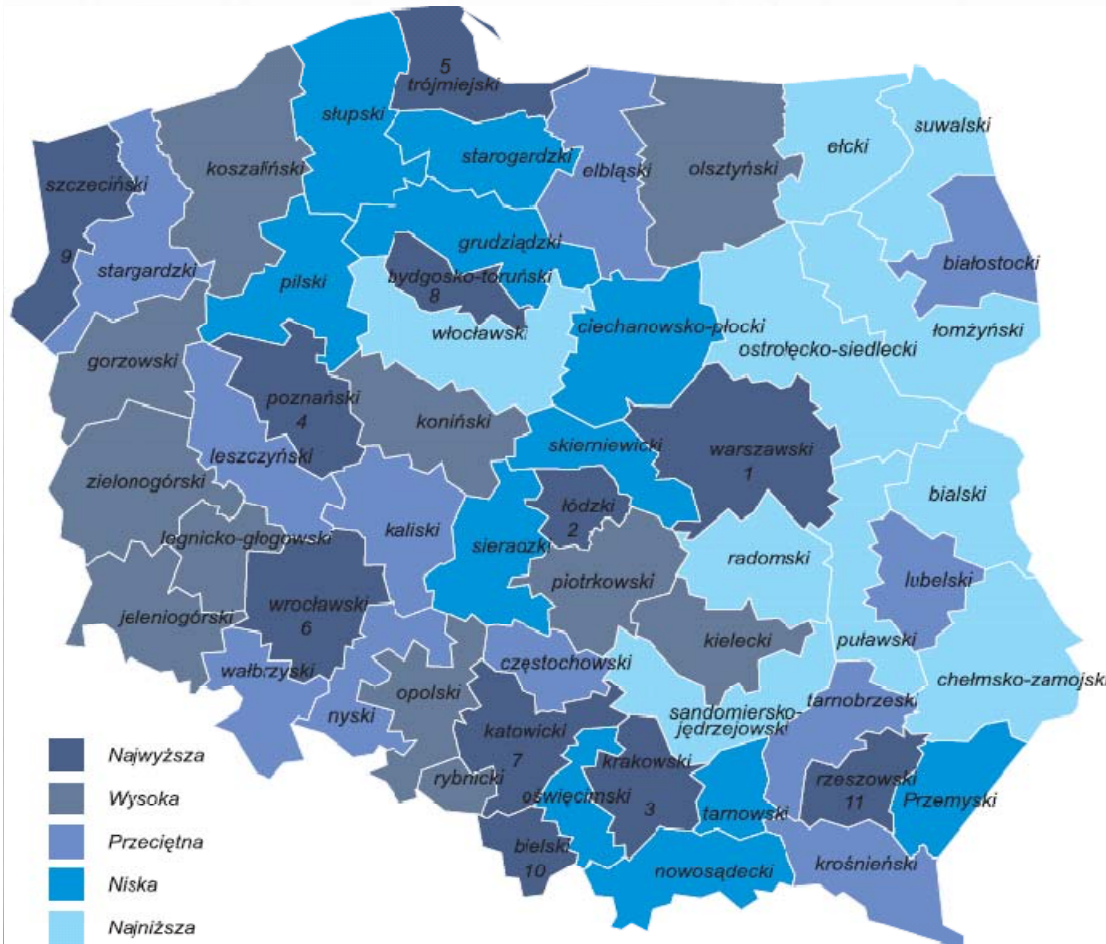 5
trójmiejski
słupski
suwalski
ełcki
koszaliński
starogardzki
elbląski
olsztyński
szczeciński
9
stargardzki
grudziądzki
białostocki
pilski
bydgosko-toruński
8
włocławski
ciechanowsko-płocki
łomżyński
ostrołęcko-siedlecki
gorzowski
poznański
4
koniński
skierniewicki
warszawski
1
leszczyński
zielonogórski
łódzki
2
bialski
legnicko-głogowski
kaliski
sieradzki
radomski
piotrkowski
lubelski
jeleniogórski
wrocławski
6
kielecki
puławski
wałbrzyski
częstochowski
chełmsko-zamojski
nyski
opolski
tarnobrzeski
sandomiersko-
jędrzejowski
katowicki
7
krakowski
3
rybnicki
oświęcimski
tarnowski
rzeszowski
11
Przemyski
bielski
10
nowosądecki
krośnieński
Najwyższa
Wysoka
Przeciętna
Niska
Najniższa